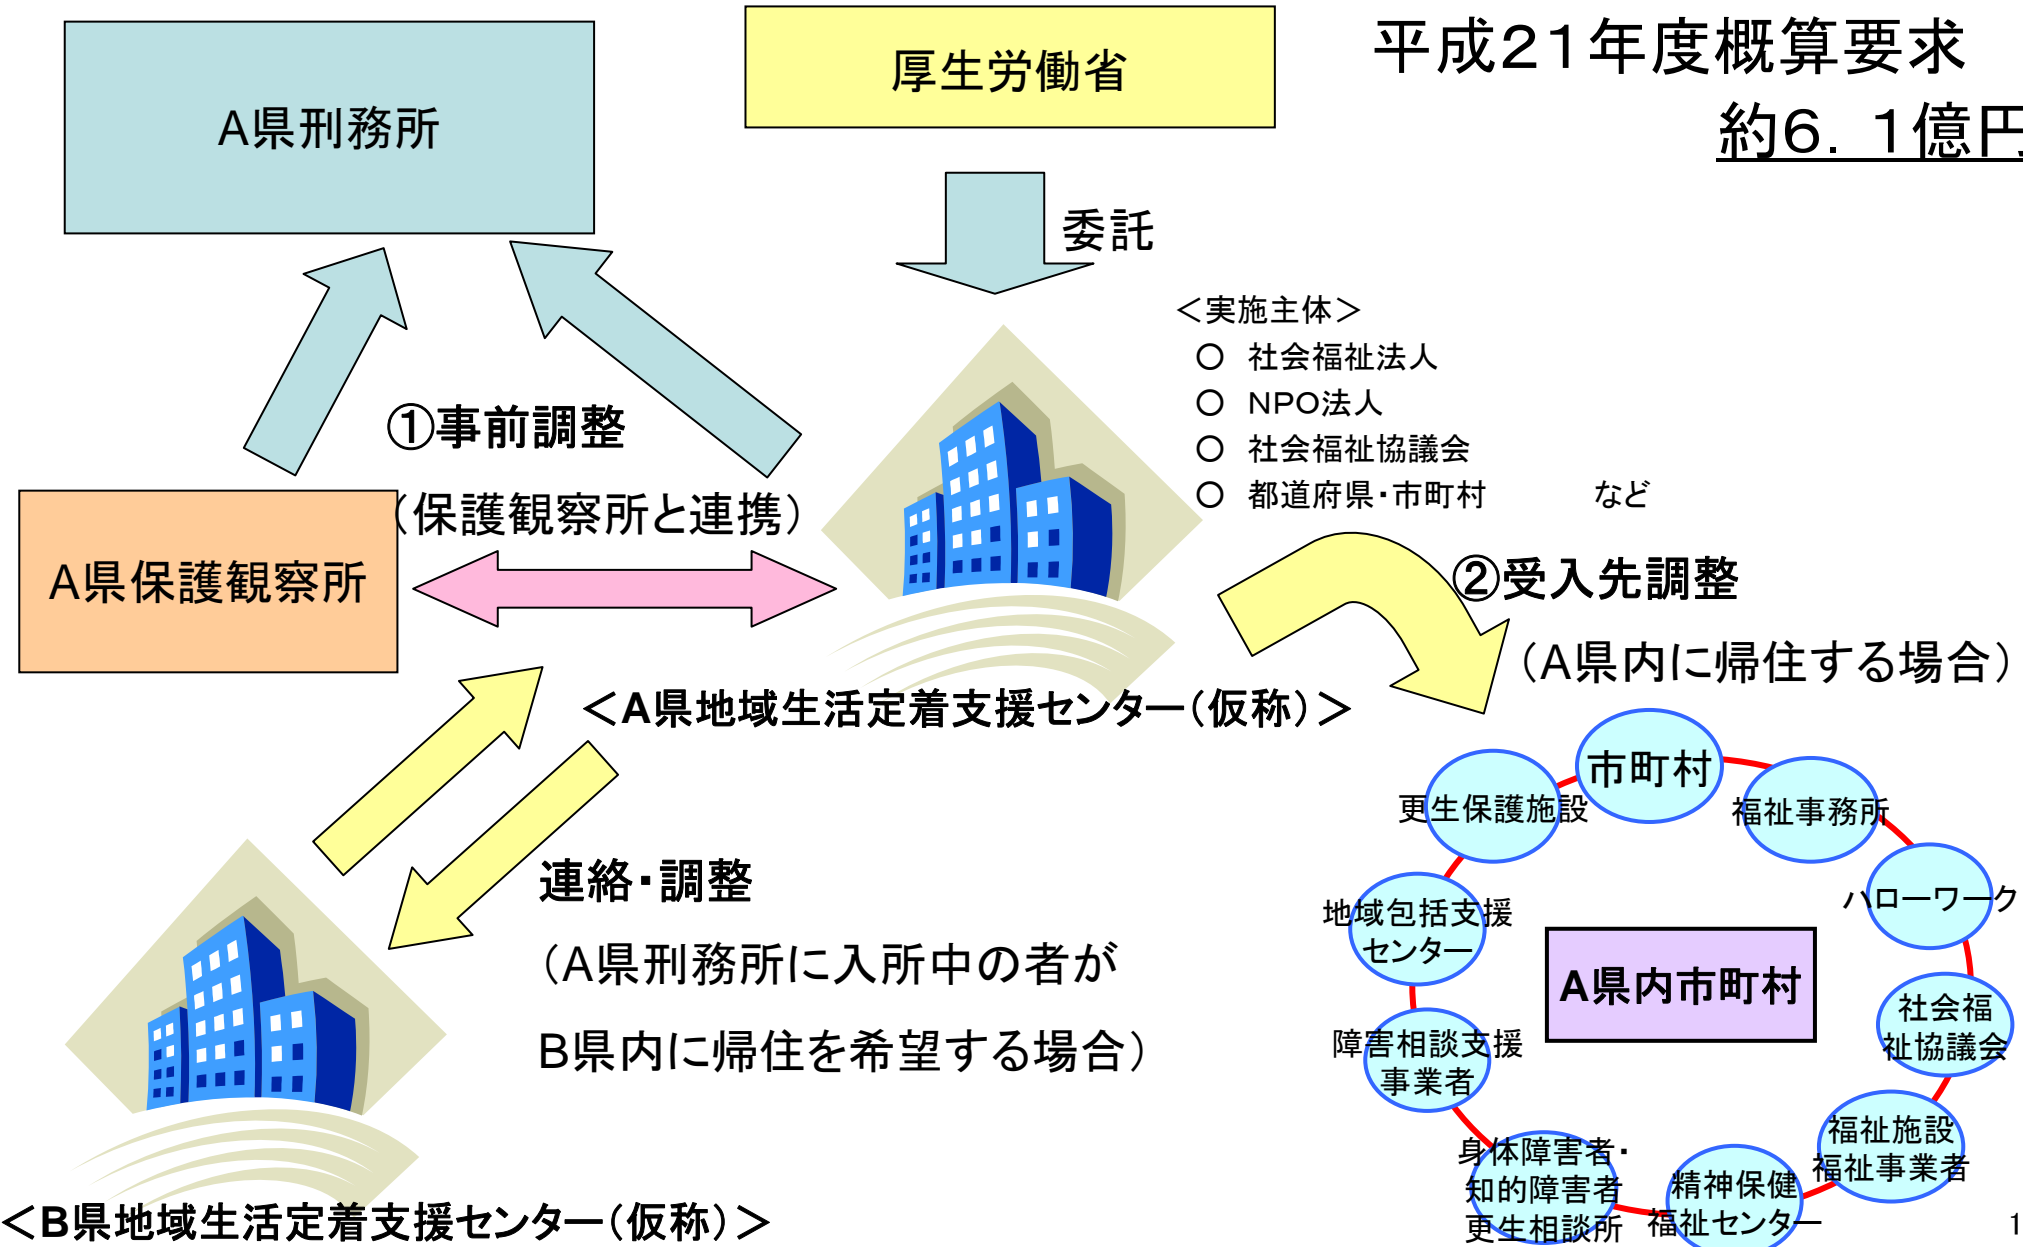 平成２１年度概算要求
約６．１億円
A県刑務所
厚生労働省
委託
＜実施主体＞
○　社会福祉法人
○　NPO法人
○　社会福祉協議会
○　都道府県・市町村　　　など
①事前調整
（保護観察所と連携）
A県保護観察所
②受入先調整
（A県内に帰住する場合）
＜A県地域生活定着支援センター（仮称）＞
連絡・調整
（A県刑務所に入所中の者が
B県内に帰住を希望する場合）
＜B県地域生活定着支援センター（仮称）＞
市町村
福祉事務所
ハローワーク
社会福
祉協議会
福祉施設
福祉事業者
精神保健
福祉センター
身体障害者・
知的障害者
更生相談所
障害相談支援
事業者
地域包括支援
センター
更生保護施設
A県内市町村
1